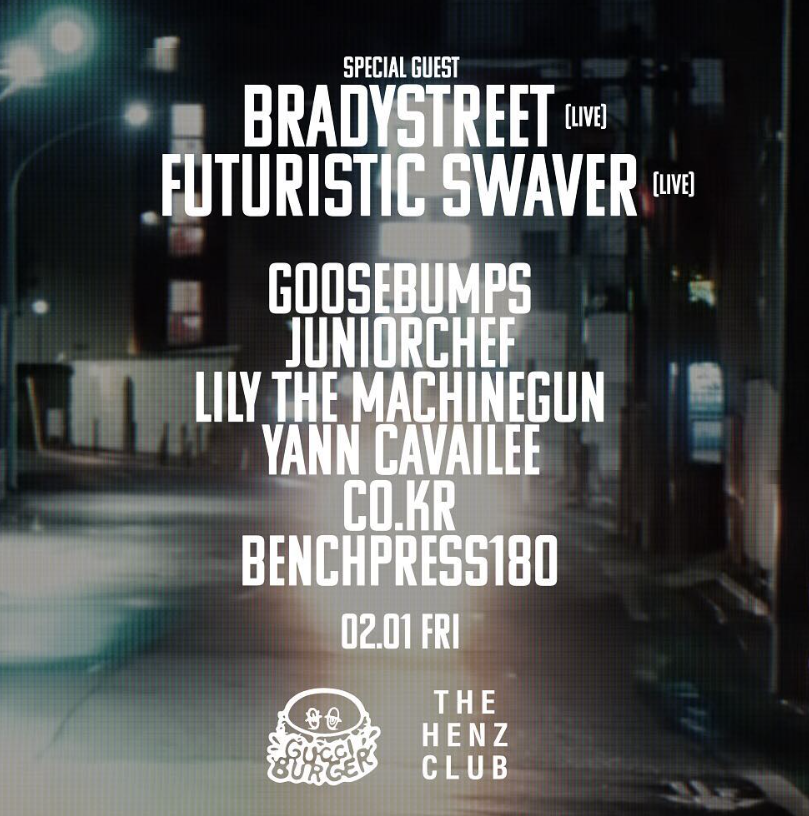 SPECIAL GUEST
BRADYSTREET [LIVE]
FUTURISTIC SWAVER [LIVE]
GOOSEBUMPS
JUNIORCHEF
LILY THE MACHINEGUN
YANN CAVAILEE
CO.KR
BENCHPRESS180
02.01 FRI
GUCCI
BURGER
THE
HENZ
CLUB